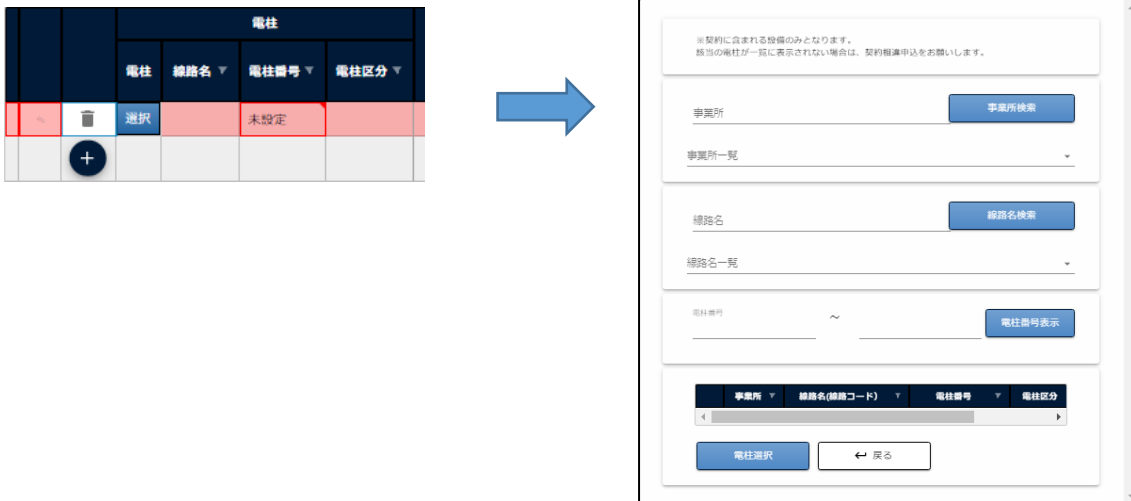 電柱
電柱 線路名 電柱番号 電柱区分
選択 未設定
※契約に含まれる設備のみとなります。
該当の電柱が一覧に表示されない場合は、契約相違申込をお願いします。
事業所 事業所検索
事業所一覧
線路名 線路名検索
線路名一覧
電柱番号 ～ 電柱番号表示
事業所 線路名(線路コード) 電柱番号 電柱区分
電柱選択 戻る